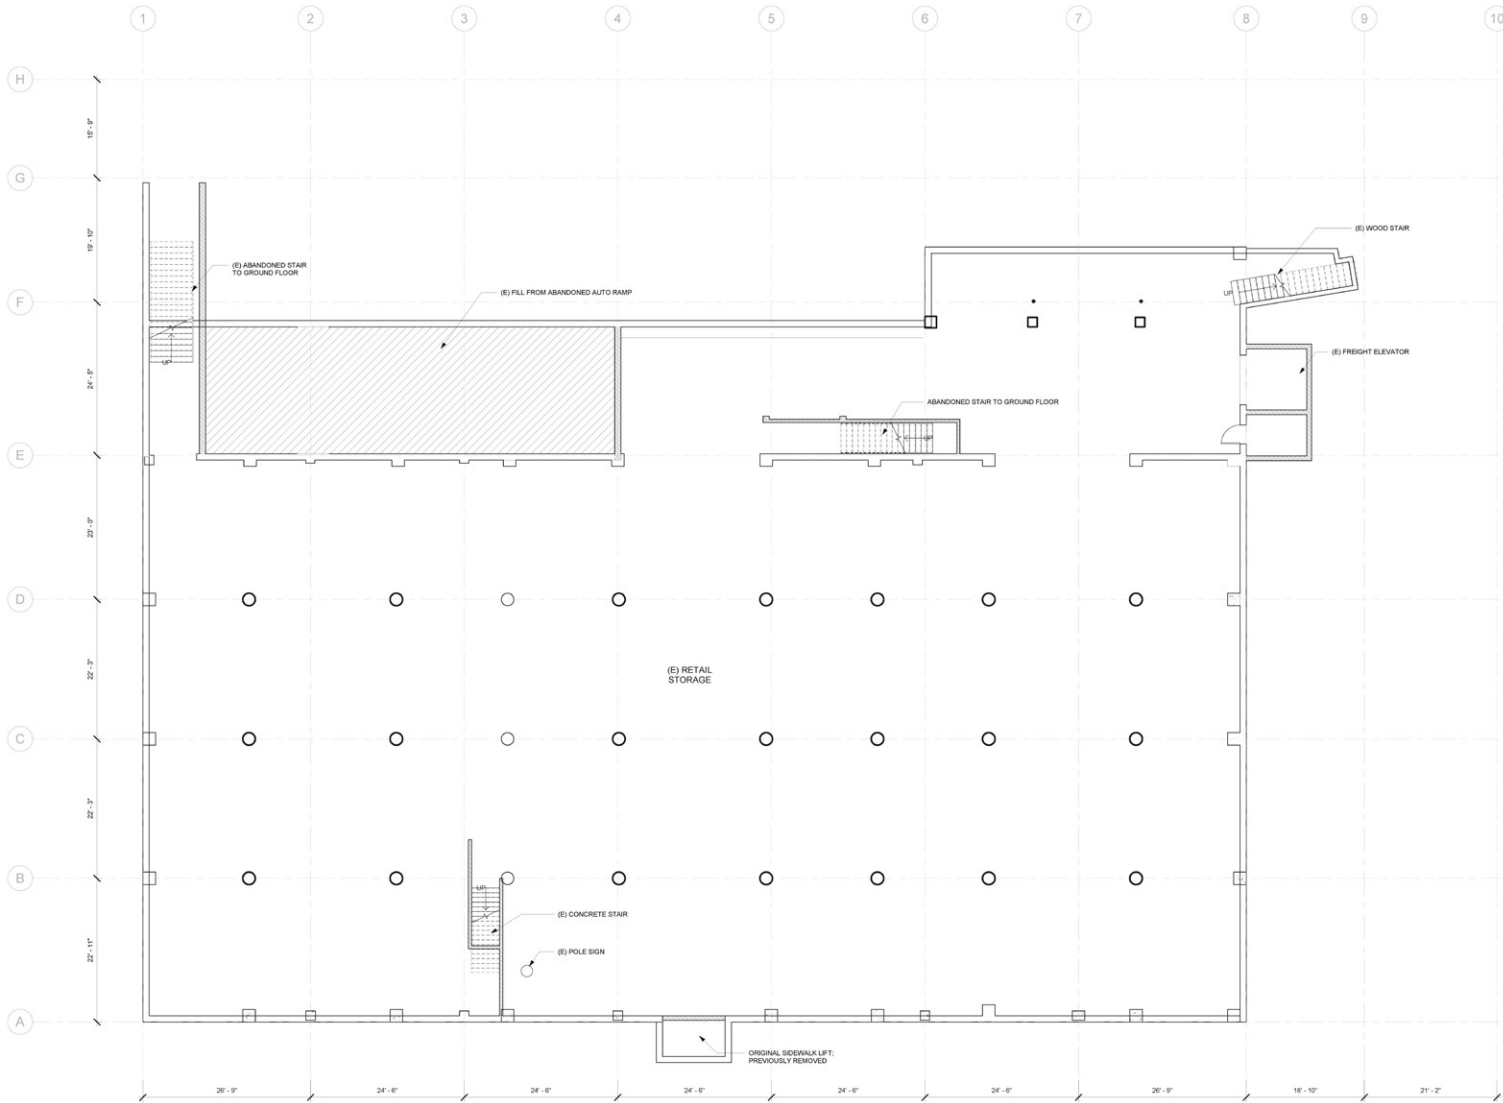 1 2 3 4 5 6 7 8 9 10
H
15' - 9"
G
19' - 10"
(E) WOOD STAIR
(E) ABANDONED STAIR
TO GROUND FLOOR
(E) FILL FROM ABANDONED AUTO RAMP
UP
F
(E) FREIGHT ELEVATOR
UP
24' - 5"
ABANDONED STAIR TO GROUND FLOOR
UP
E
23' - 0"
D
22' - 3"
(E) RETAIL
STORAGE
C
22' - 3"
B
UP
(E) CONCRETE STAIR
22' - 11"
(E) POLE SIGN
A
ORIGINAL SIDEWALK LIFT;
PREVIOUSLY REMOVED
26' - 9" 24' - 6" 24' - 6" 24' - 6" 24' - 6" 24' - 6" 26' - 9" 18' - 10" 21' - 2"